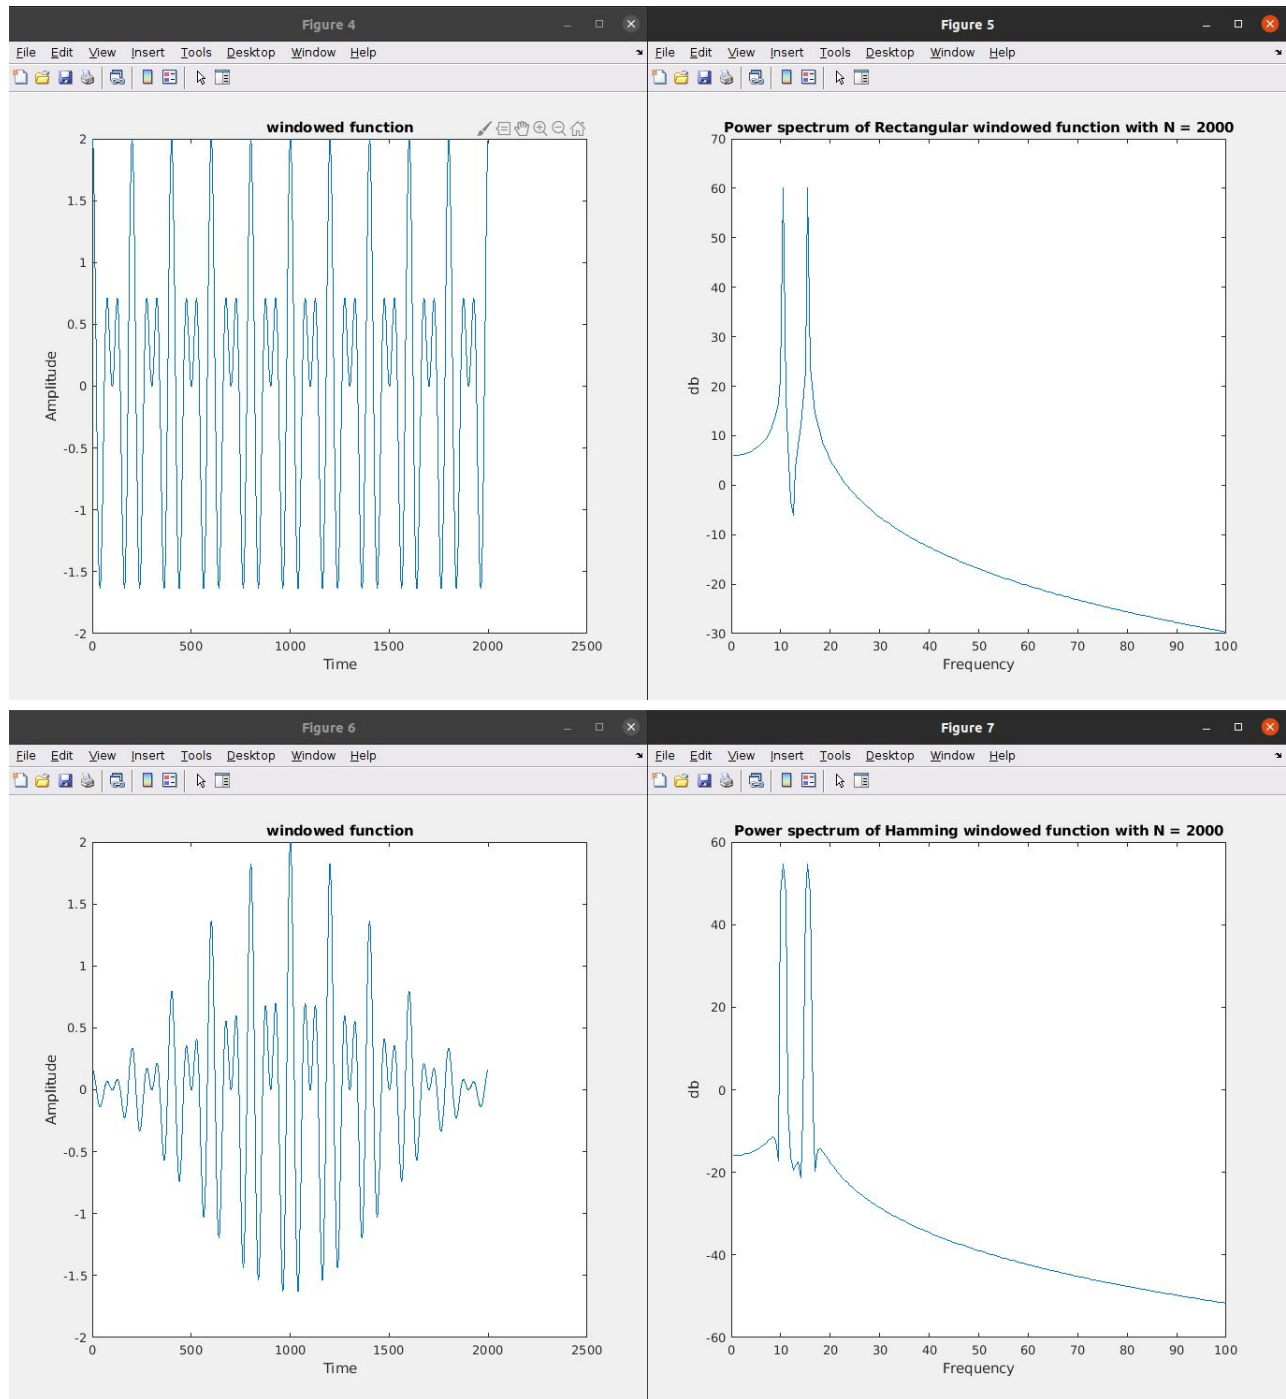 Figure 4
File Edit View Insert Tools Desktop Window Help
windowed function
2
1.5
1
0.5
0
-0.5
-1
-1.5
-2
Amplitude
0 500 1000 1500 2000 2500
Time
Figure 5
File Edit View Insert Tools Desktop Window Help
Power spectrum of Rectangular windowed function with N = 2000
70
60
50
40
30
20
10
0
-10
-20
-30
db
0 10 20 30 40 50 60 70 80 90 100
Frequency
Figure 6
File Edit View Insert Tools Desktop Window Help
windowed function
2
1.5
1
0.5
0
-0.5
-1
-1.5
-2
Amplitude
0 500 1000 1500 2000 2500
Time
Figure 7
File Edit View Insert Tools Desktop Window Help
Power spectrum of Hamming windowed function with N = 2000
60
40
20
0
-20
-40
-60
db
0 10 20 30 40 50 60 70 80 90 100
Frequency